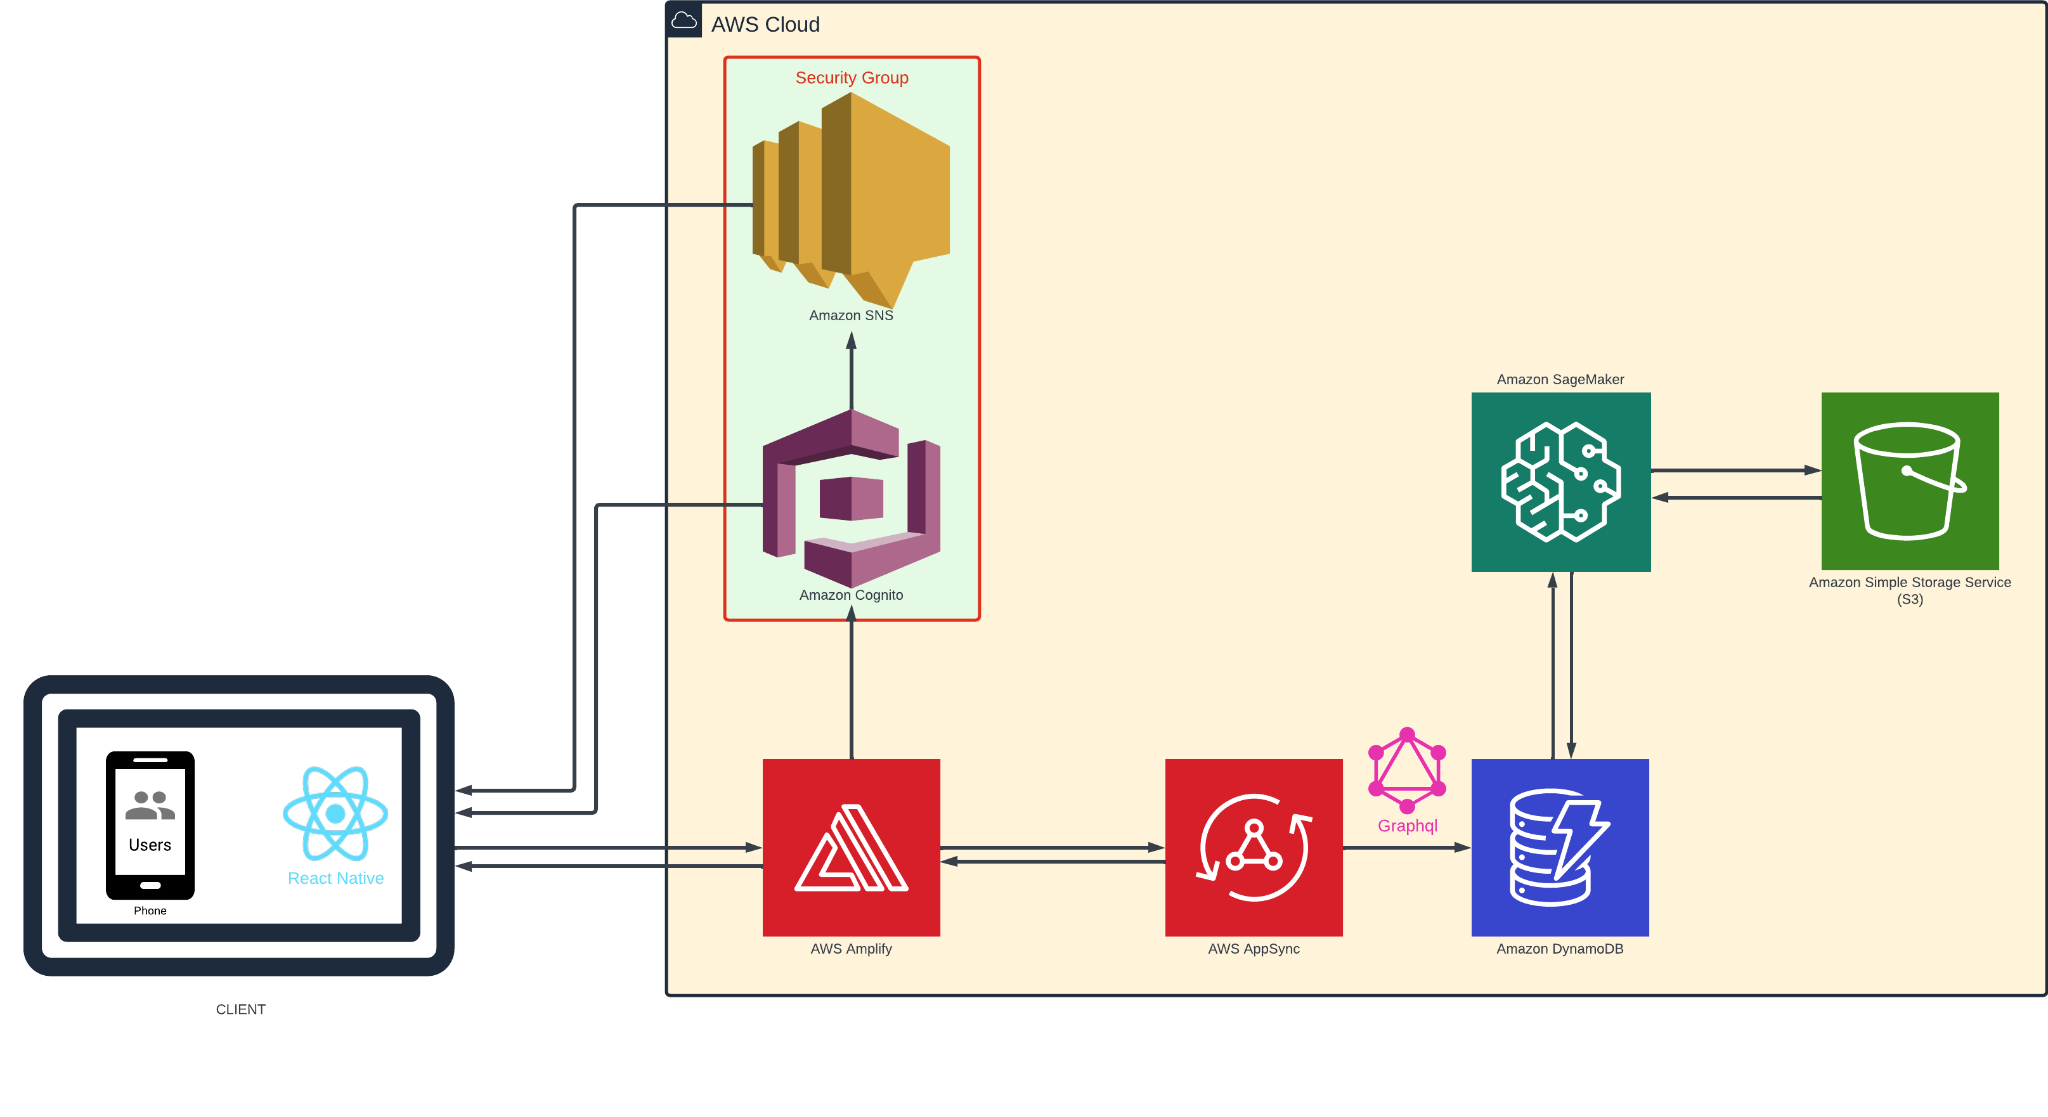 AWS Cloud
Security Group
Amazon SNS
Amazon Cognito
Amazon SageMaker
Amazon Simple Storage Service
(S3)
Users
Phone
React Native
CLIENT
AWS Amplify
AWS AppSync
Graphql
Amazon DynamoDB